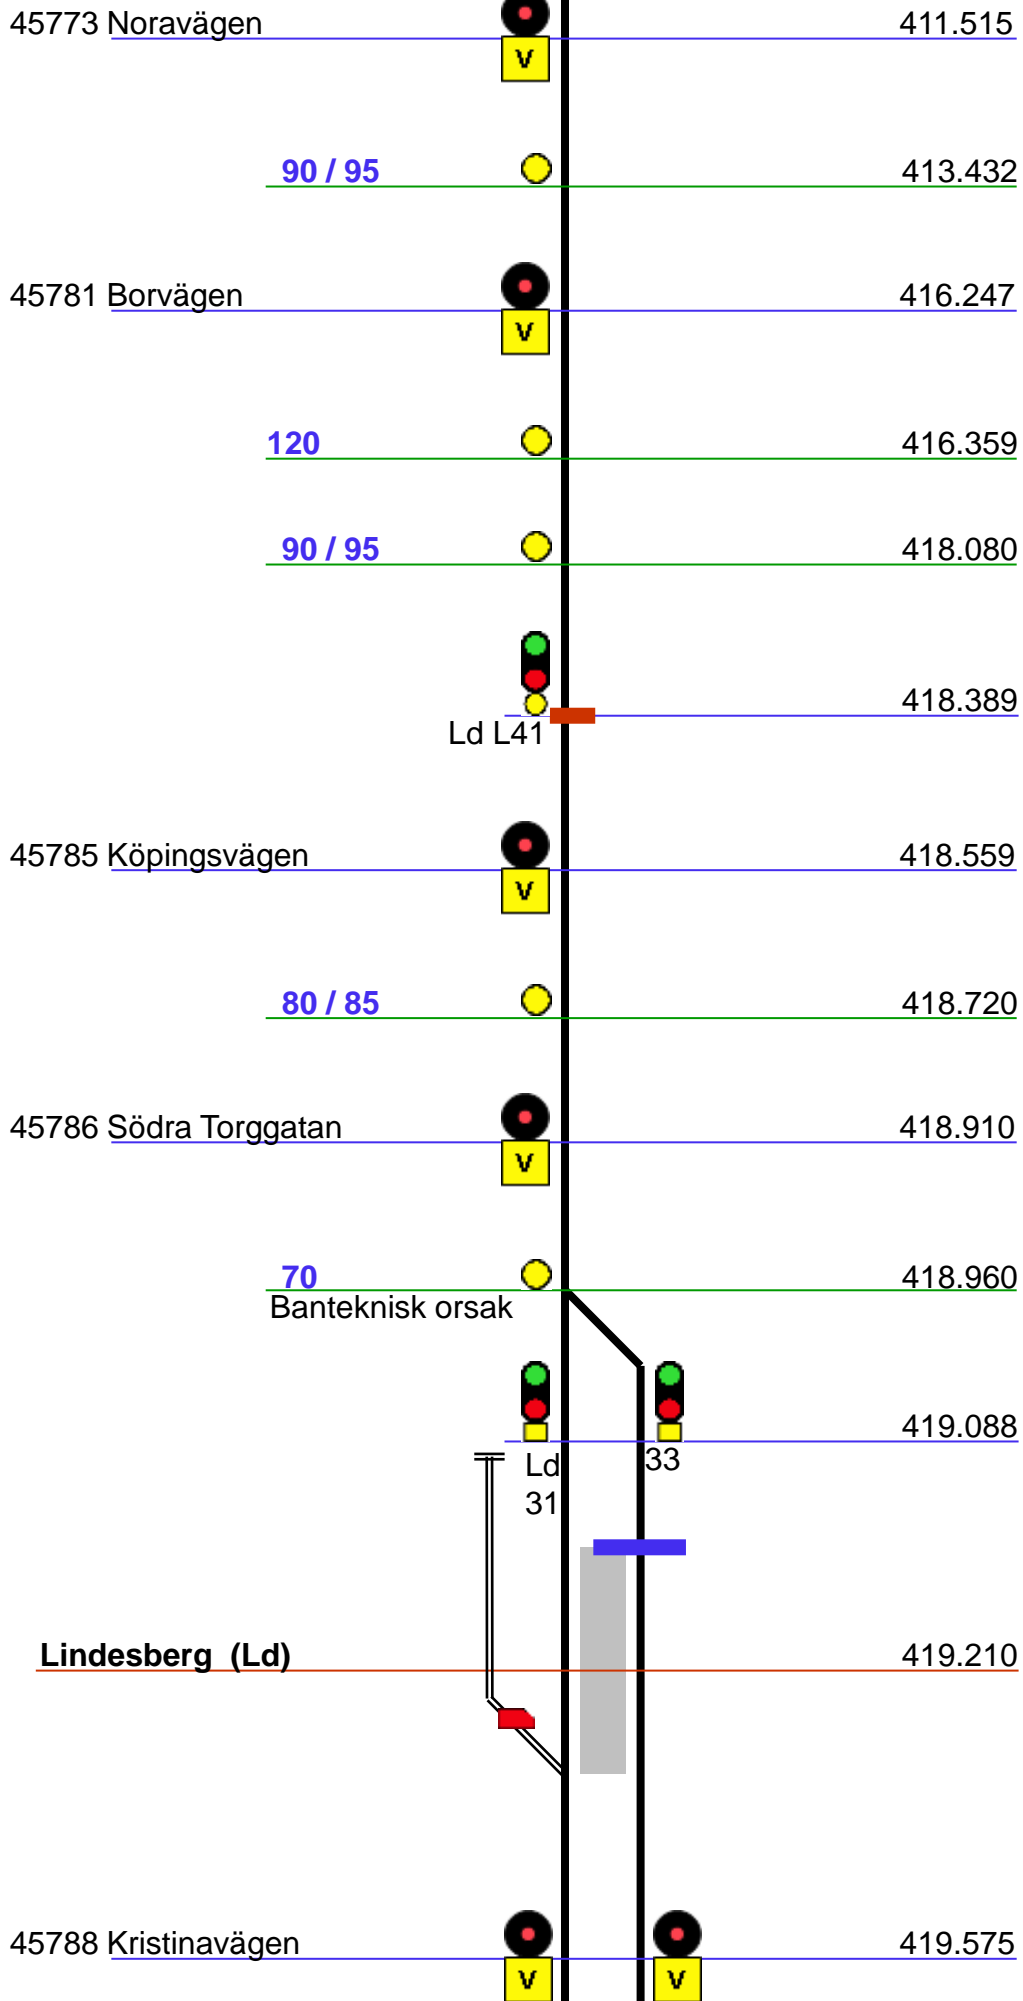 45773 Noravägen 411.515
V
90 / 95 413.432
45781 Borvägen 416.247
V
120 416.359
90 / 95 418.080
418.389
Ld L41
45785 Köpingsvägen 418.559
V
80 / 85 418.720
45786 Södra Torggatan 418.910
V
70 418.960
Banteknisk orsak
419.088
Ld 33
31
Lindesberg (Ld) 419.210
45788 Kristinavägen 419.575
V V